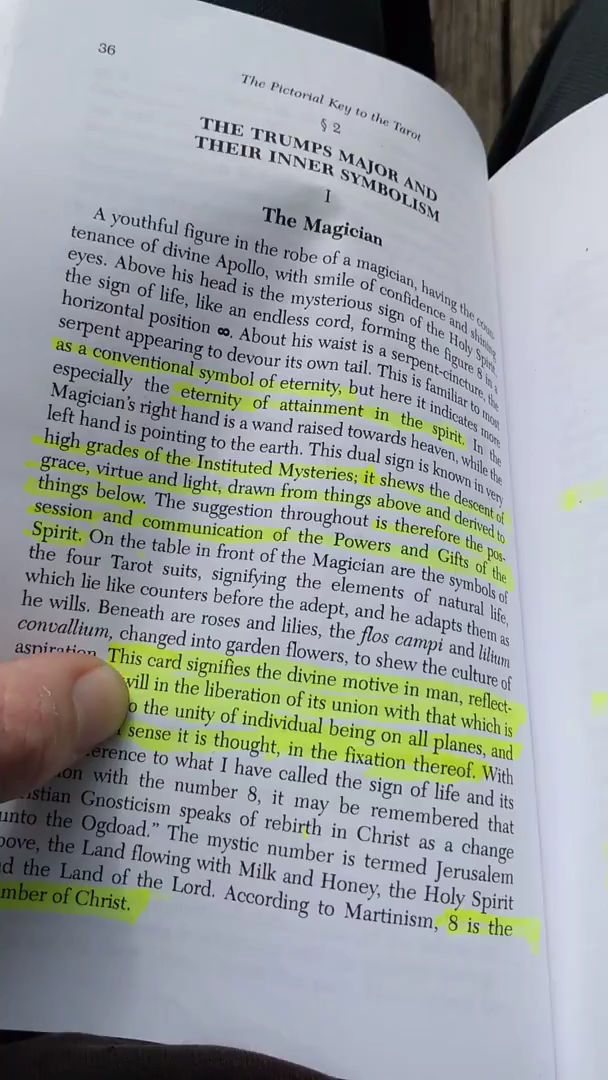 36
The Pictorial Key to the Tarot
§ 2
THE TRUMPS MAJOR AND
THEIR INNER SYMBOLISM
I
The Magician
A youthful figure in the robe of a magician, having the coun-
tenance of divine Apollo, with smile of confidence and shining
eyes. Above his head is the mysterious sign of the Holy Spirit,
the sign of life, like an endless cord, forming the figure 8 in a
horizontal position ∞. About his waist is a serpent-cincture, the
serpent appearing to devour its own tail. This is familiar to most
as a conventional symbol of eternity, but here it indicates more
especially the eternity of attainment in the spirit. In the
Magician's right hand is a wand raised towards heaven, while the
left hand is pointing to the earth. This dual sign is known in very
high grades of the Instituted Mysteries; it shews the descent of
grace, virtue and light, drawn from things above and derived to
things below. The suggestion throughout is therefore the pos-
session and communication of the Powers and Gifts of the
Spirit. On the table in front of the Magician are the symbols of
the four Tarot suits, signifying the elements of natural life,
which lie like counters before the adept, and he adapts them as
he wills. Beneath are roses and lilies, the flos campi and lilium
convallium, changed into garden flowers, to shew the culture of
aspiration. This card signifies the divine motive in man, reflect-
will in the liberation of its union with that which is
o the unity of individual being on all planes, and
sense it is thought, in the fixation thereof. With
erence to what I have called the sign of life and its
on with the number 8, it may be remembered that
stian Gnosticism speaks of rebirth in Christ as a change
"unto the Ogdoad." The mystic number is termed Jerusalem
bove, the Land flowing with Milk and Honey, the Holy Spirit
d the Land of the Lord. According to Martinism, 8 is the
mber of Christ.